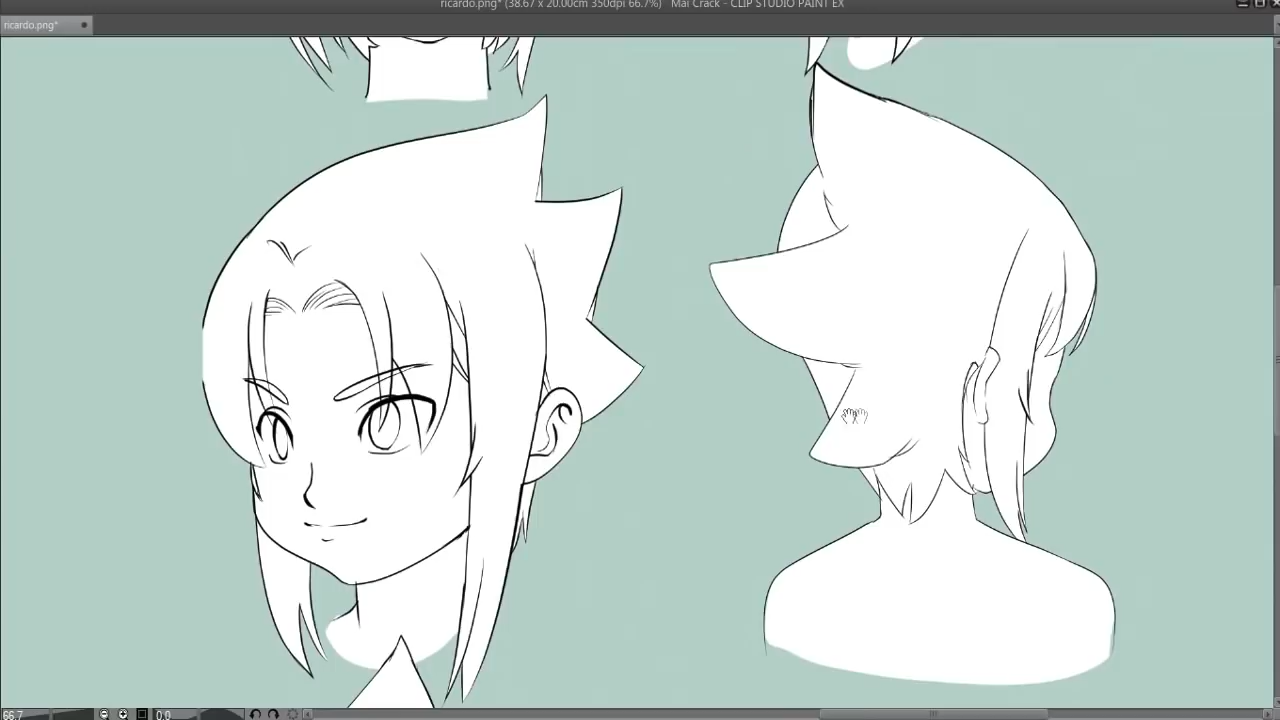 ricardo.png* (38.67 x 20.00cm 350dpi 66.7%) Mai Crack - CLIP STUDIO PAINT EX
ricardo.png*
66.7
0.0